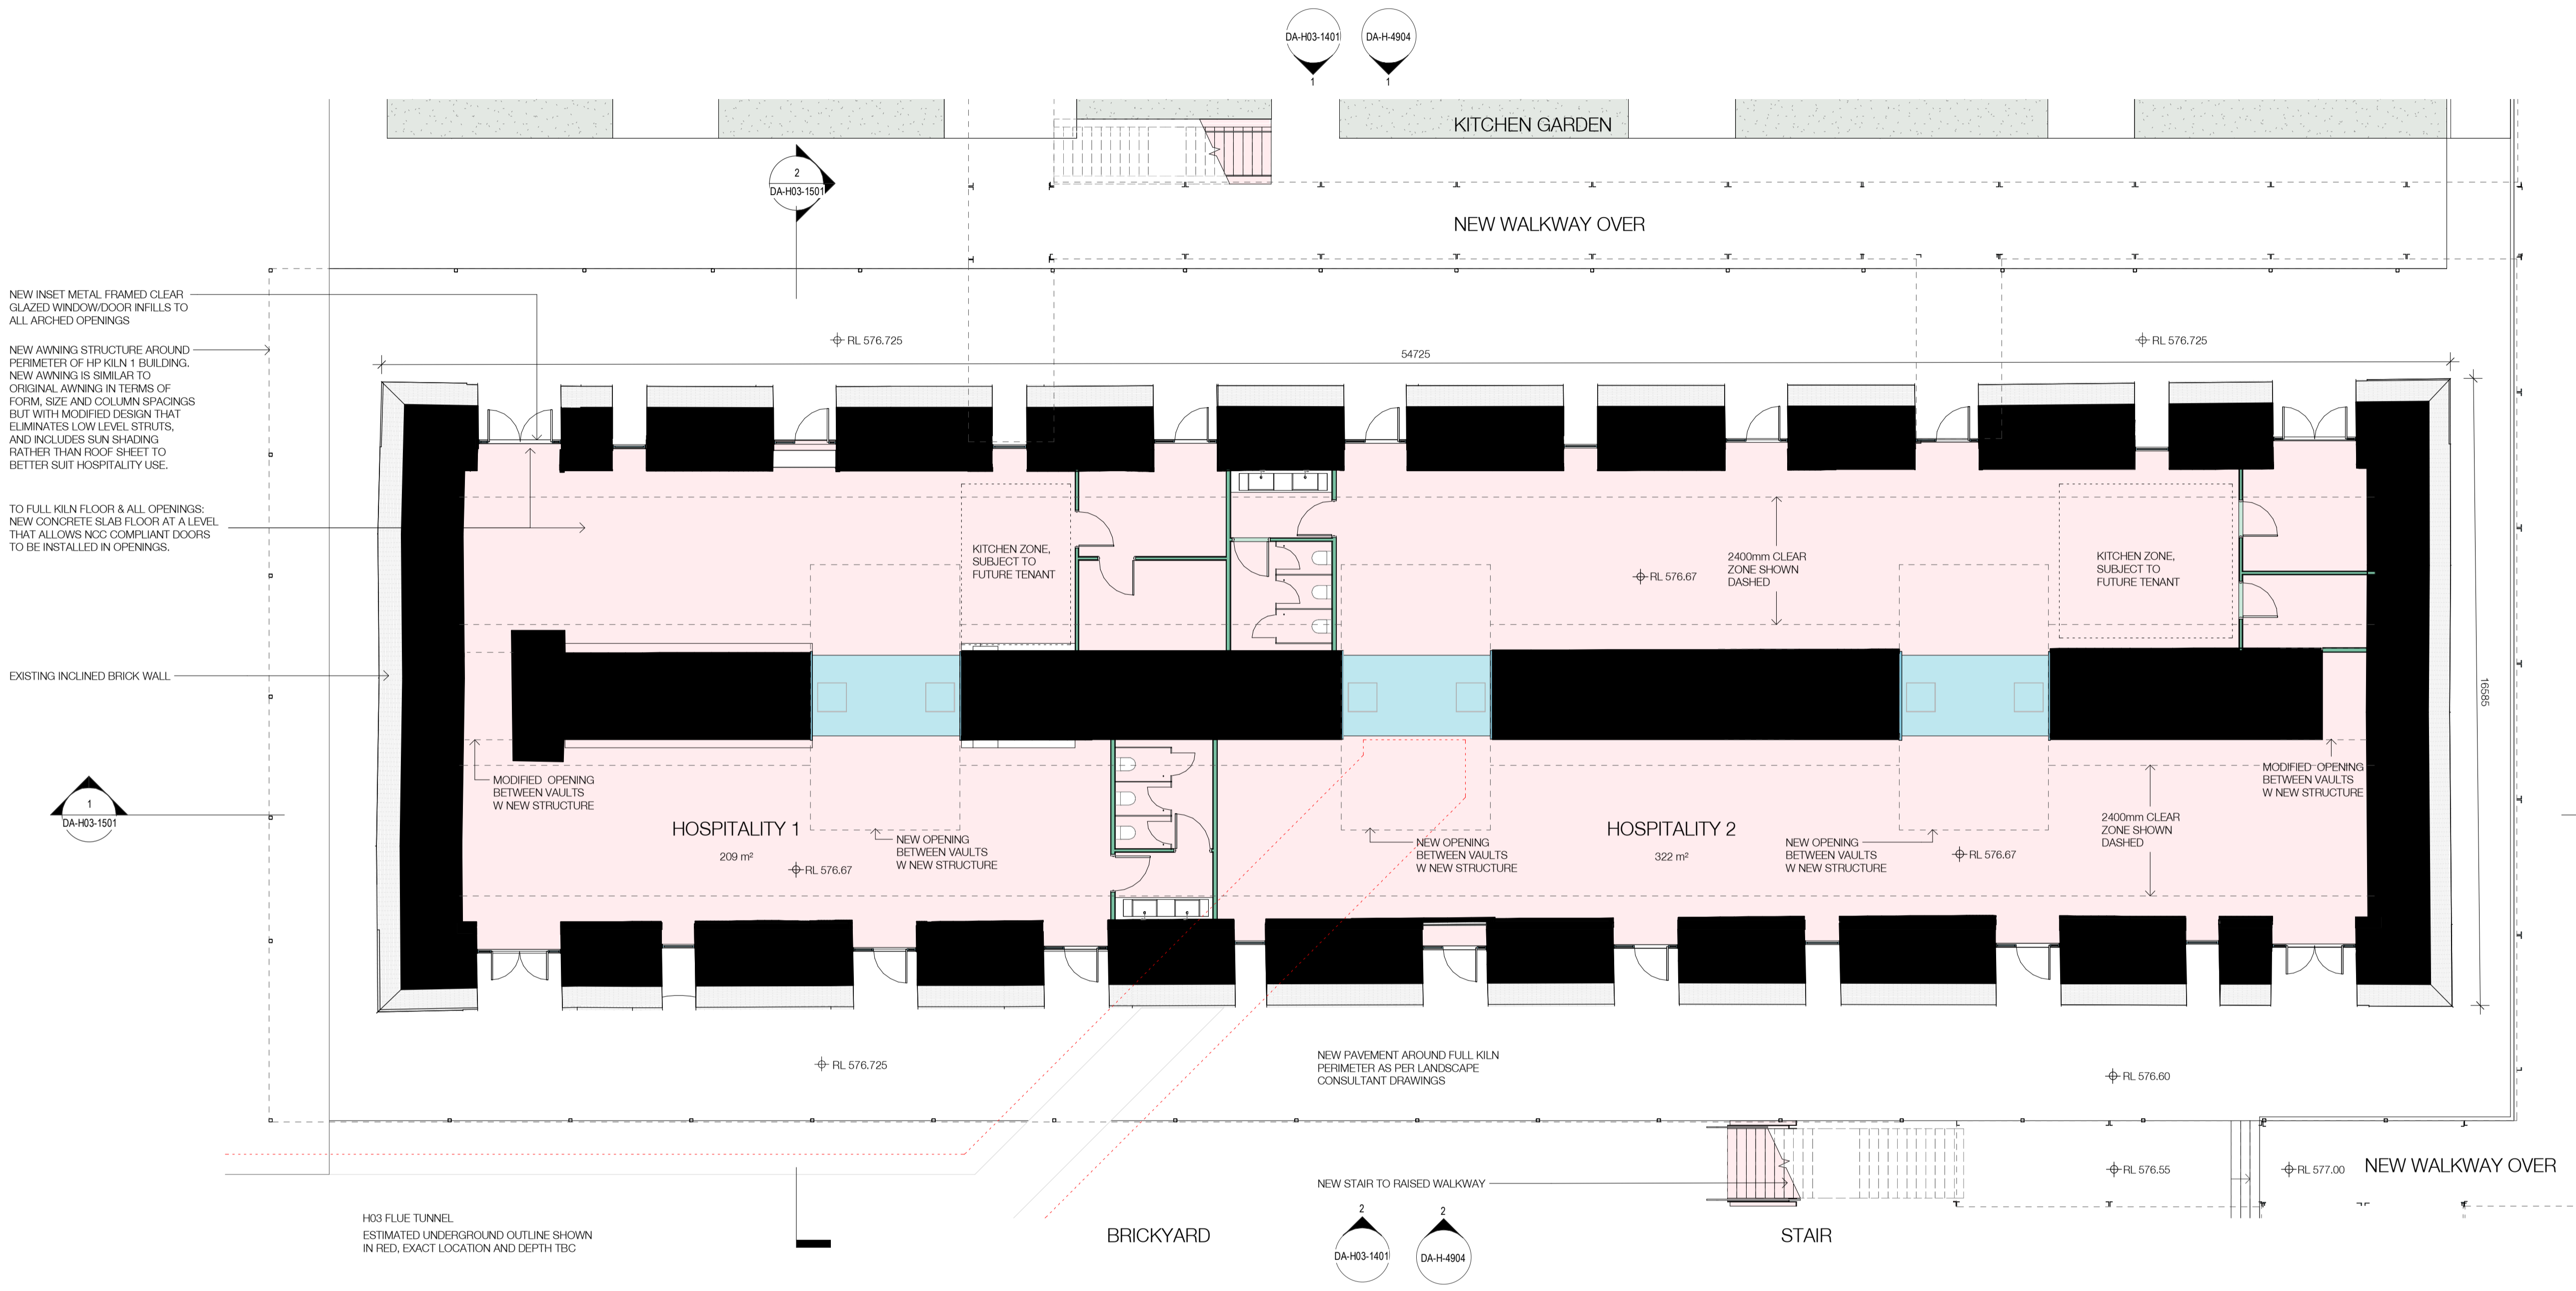 DA-H03-1401
1
DA-H-4904
1
KITCHEN GARDEN
2
DA-H03-1501
NEW WALKWAY OVER
NEW INSET METAL FRAMED CLEAR
GLAZED WINDOW/DOOR INFILLS TO
ALL ARCHED OPENINGS
NEW AWNING STRUCTURE AROUND
PERIMETER OF HP KILN 1 BUILDING.
NEW AWNING IS SIMILAR TO
ORIGINAL AWNING IN TERMS OF
FORM, SIZE AND COLUMN SPACINGS
BUT WITH MODIFIED DESIGN THAT
ELIMINATES LOW LEVEL STRUTS,
AND INCLUDES SUN SHADING
RATHER THAN ROOF SHEET TO
BETTER SUIT HOSPITALITY USE.
RL 576.725
RL 576.725
54725
TO FULL KILN FLOOR & ALL OPENINGS:
NEW CONCRETE SLAB FLOOR AT A LEVEL
THAT ALLOWS NCC COMPLIANT DOORS
TO BE INSTALLED IN OPENINGS.
KITCHEN ZONE,
SUBJECT TO
FUTURE TENANT
RL 576.67
2400mm CLEAR
ZONE SHOWN
DASHED
KITCHEN ZONE,
SUBJECT TO
FUTURE TENANT
EXISTING INCLINED BRICK WALL
16585
MODIFIED OPENING
BETWEEN VAULTS
W NEW STRUCTURE
MODIFIED OPENING
BETWEEN VAULTS
W NEW STRUCTURE
1
DA-H03-1501
HOSPITALITY 1
209 m²
RL 576.67
NEW OPENING
BETWEEN VAULTS
W NEW STRUCTURE
NEW OPENING
BETWEEN VAULTS
W NEW STRUCTURE
HOSPITALITY 2
322 m²
NEW OPENING
BETWEEN VAULTS
W NEW STRUCTURE
RL 576.67
2400mm CLEAR
ZONE SHOWN
DASHED
RL 576.725
NEW PAVEMENT AROUND FULL KILN
PERIMETER AS PER LANDSCAPE
CONSULTANT DRAWINGS
RL 576.60
RL 576.55
RL 577.00
NEW WALKWAY OVER
NEW STAIR TO RAISED WALKWAY
H03 FLUE TUNNEL
ESTIMATED UNDERGROUND OUTLINE SHOWN
IN RED, EXACT LOCATION AND DEPTH TBC
BRICKYARD
2
DA-H03-1401
2
DA-H-4904
STAIR